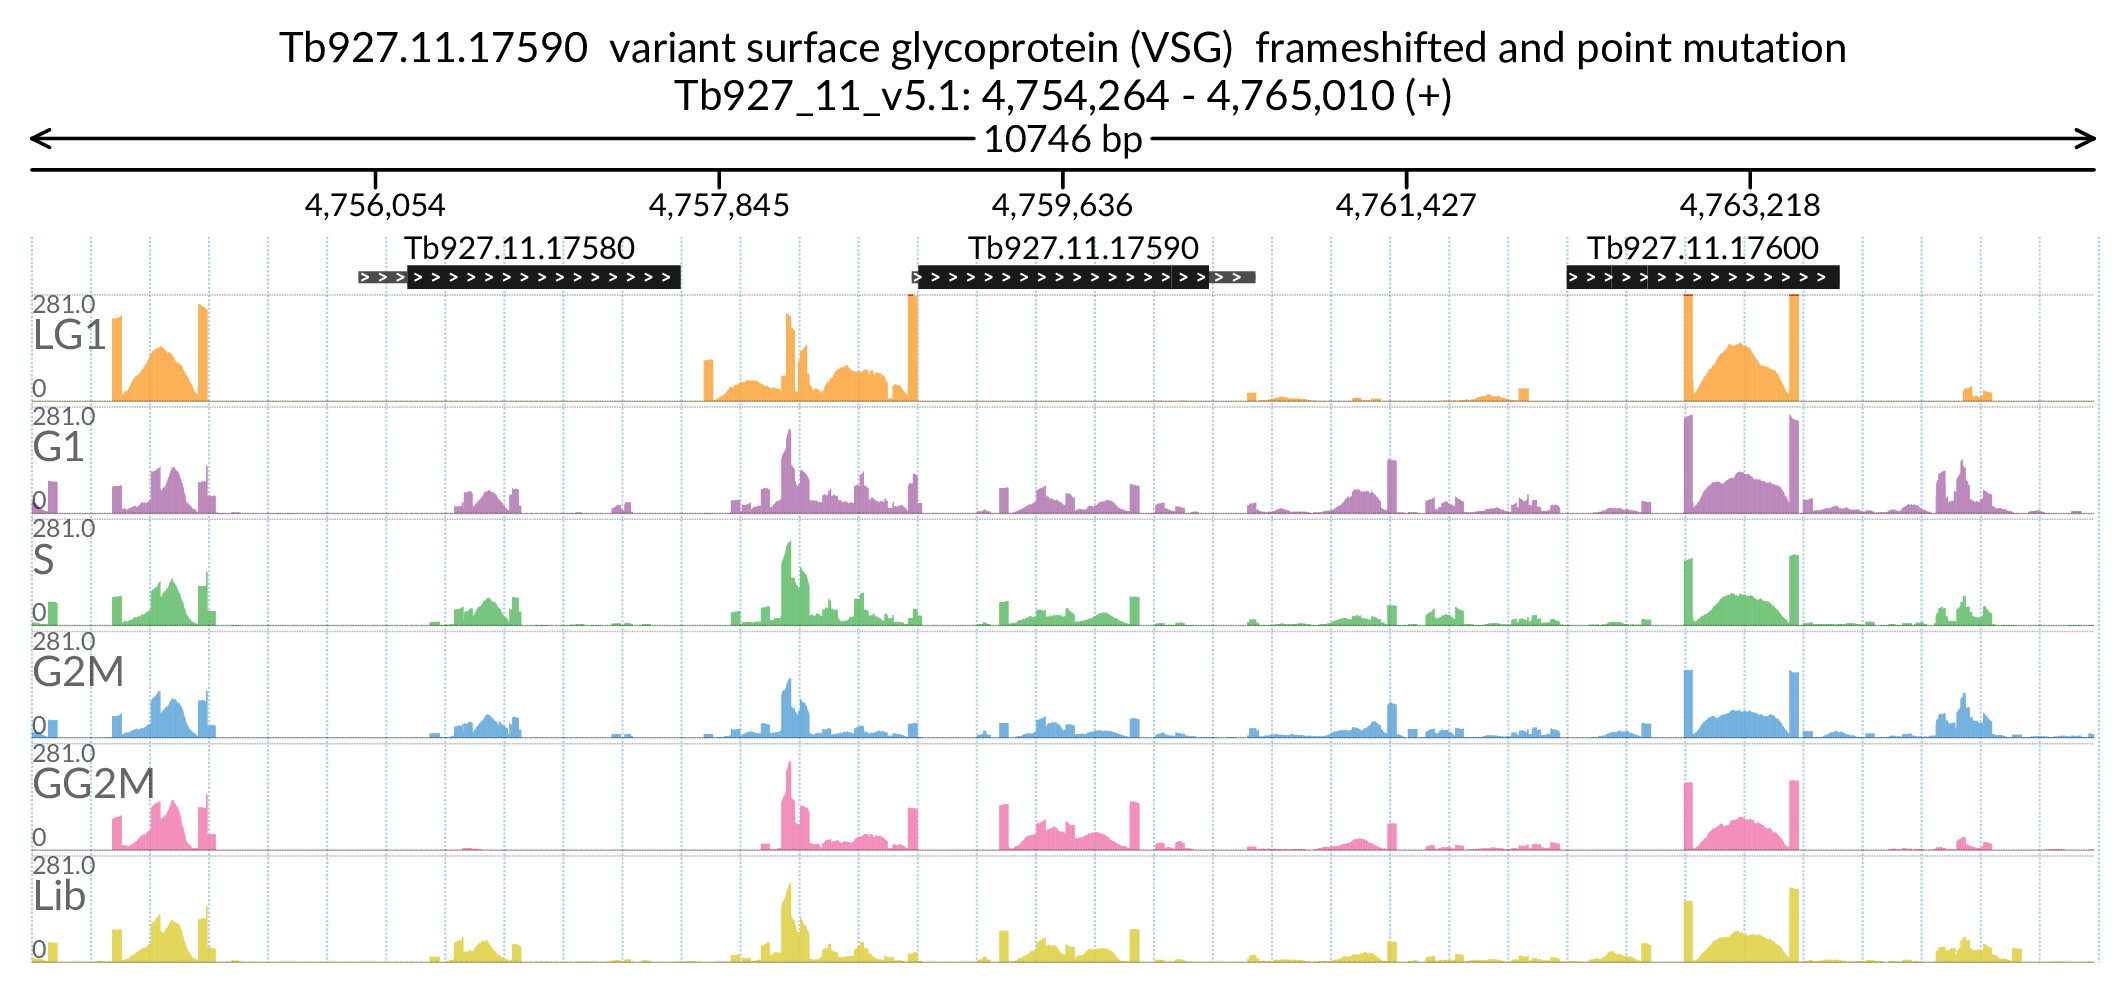 Tb927.11.17590 variant surface glycoprotein (VSG) frameshifted and point mutation
Tb927_11_v5.1: 4,754,264 - 4,765,010 (+)
10746 bp
4,756,054 4,757,845 4,759,636 4,761,427 4,763,218
Tb927.11.17580 Tb927.11.17590 Tb927.11.17600
281.0
LG1
0
281.0
G1
0
281.0
S
0
281.0
G2M
0
281.0
GG2M
0
281.0
Lib
0